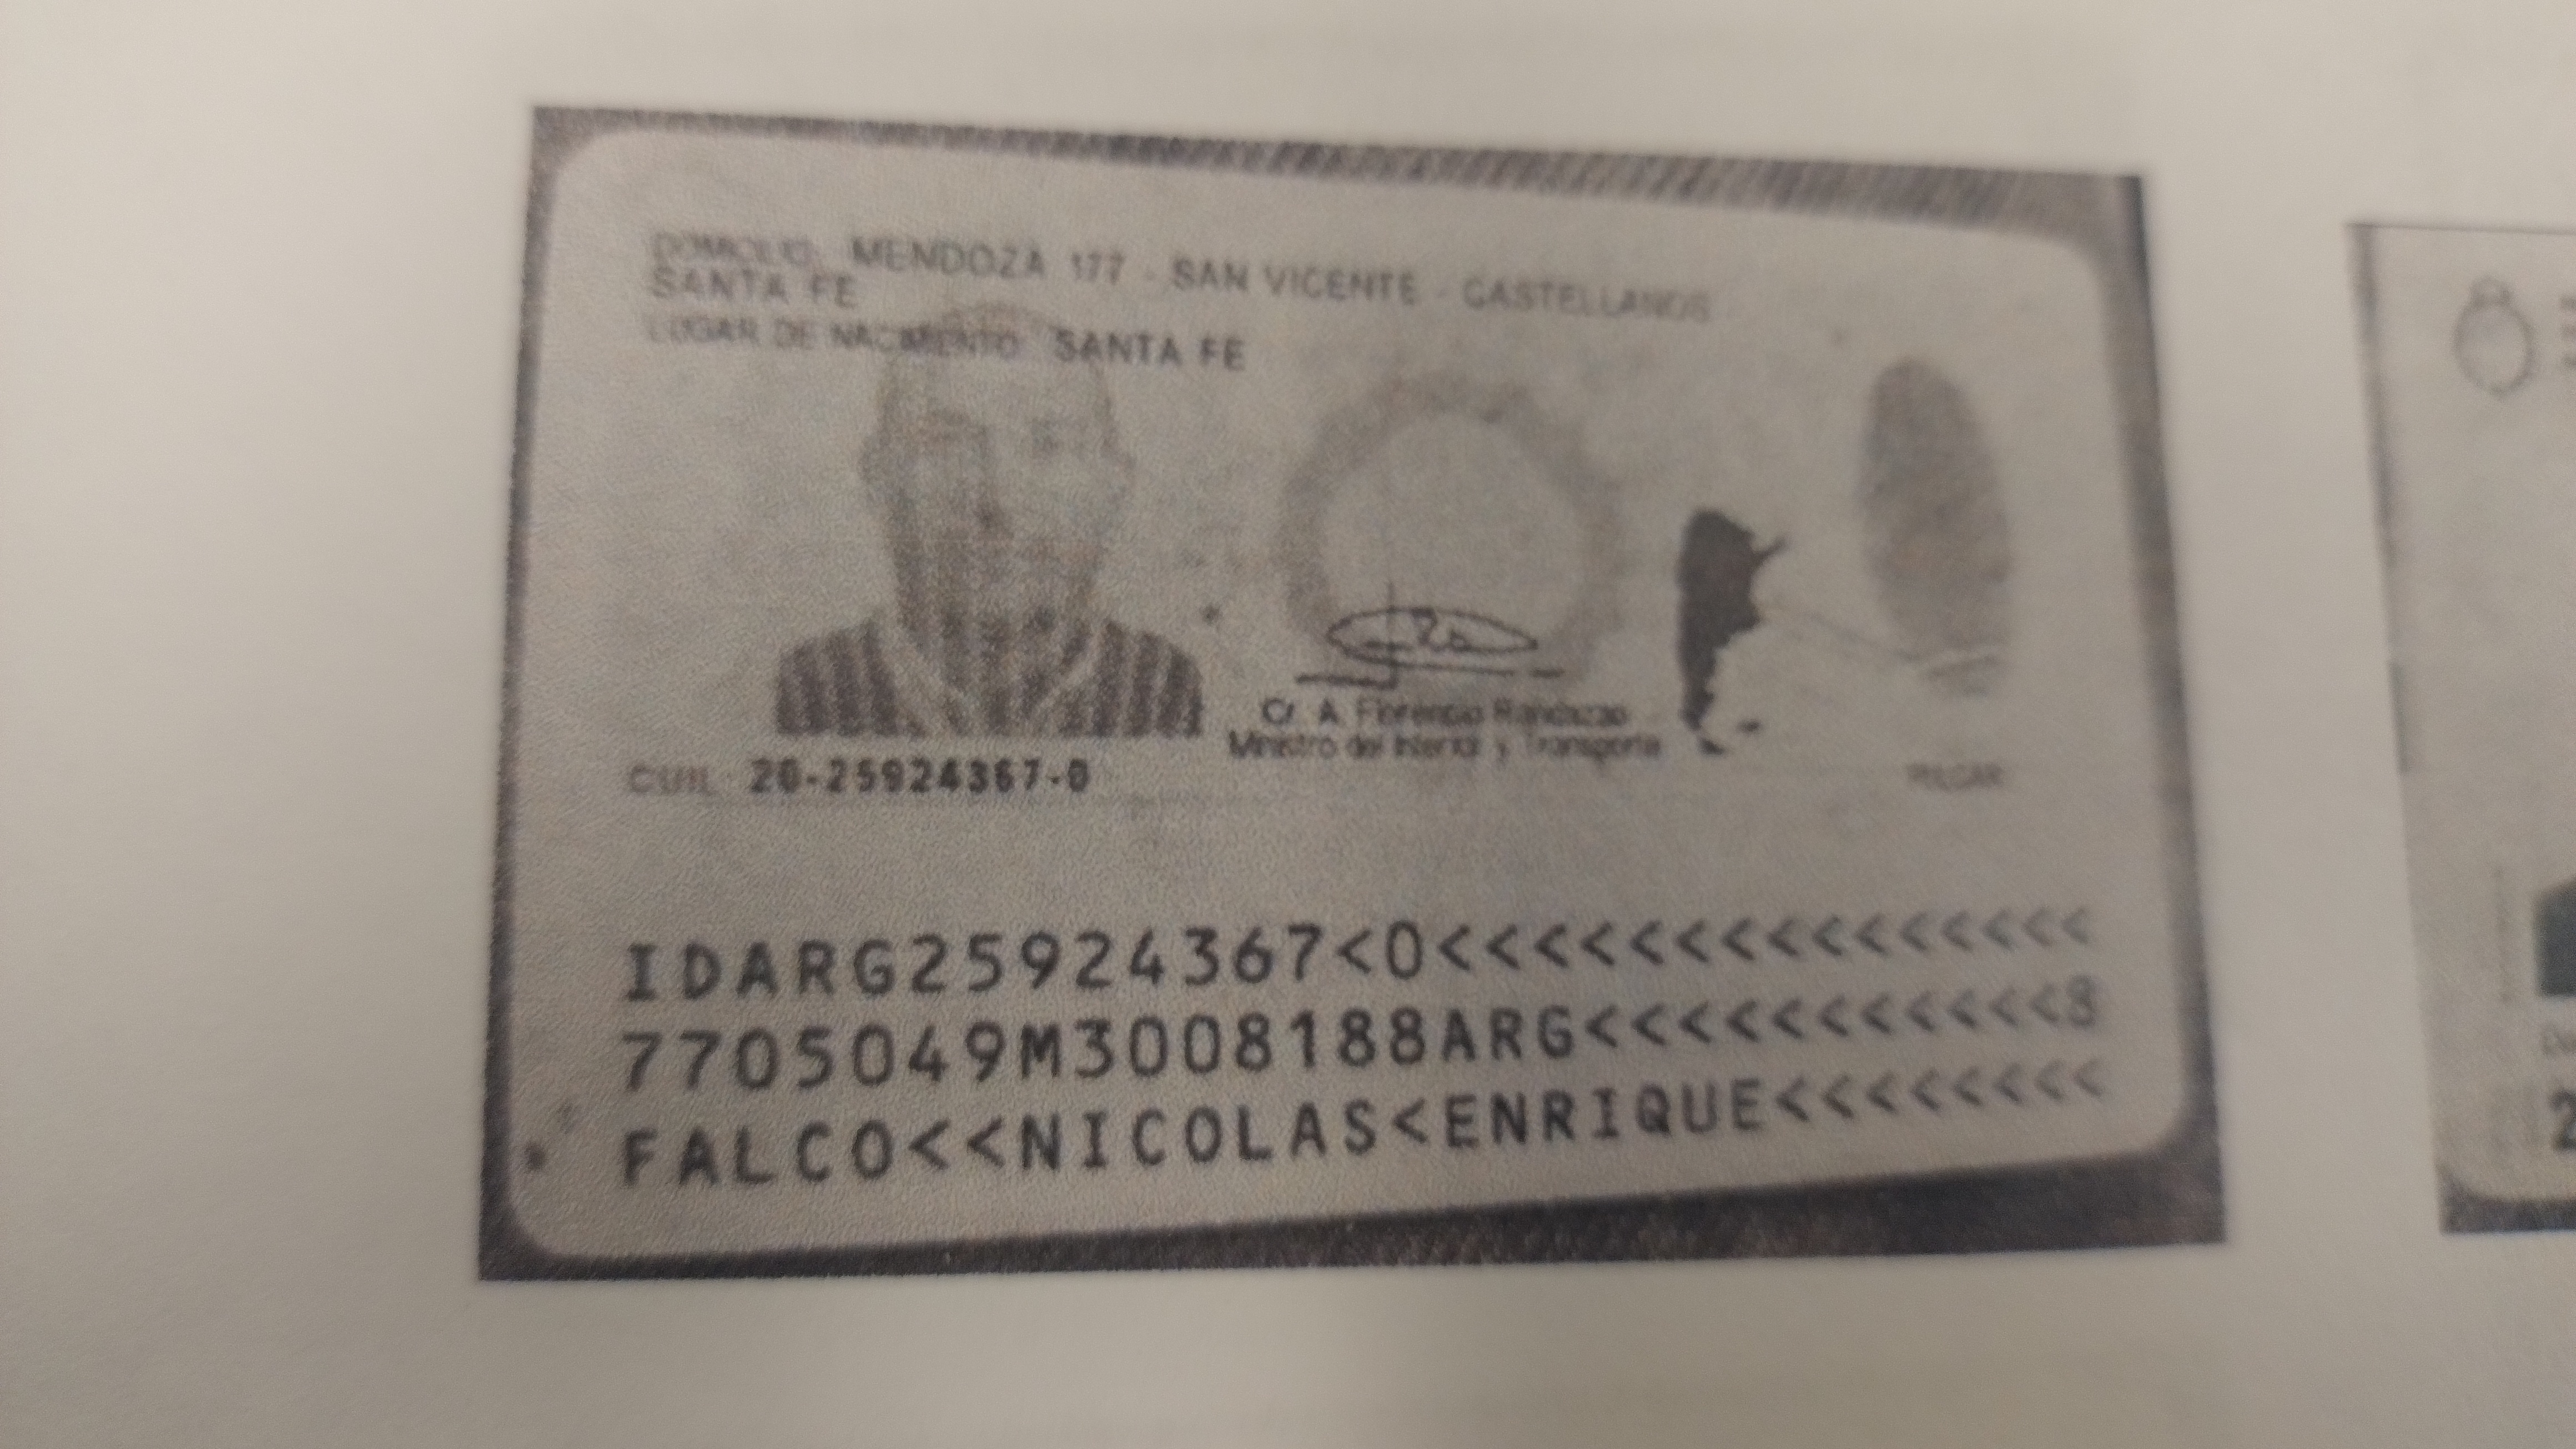 DOMICILIO: MENDOZA 177 - SAN VICENTE - CASTELLANOS
SANTA FE
LUGAR DE NACIMIENTO: SANTA FE
Cr. A. Florencio Randazzo
Ministro del Interior y Transporte
CUIL: 20-25924367-0
PULGAR
IDARG25924367<0<<<<<<<<<<<<<<<
7705049M3008188ARG<<<<<<<<<<<8
FALCO<<NICOLAS<ENRIQUE<<<<<<<<